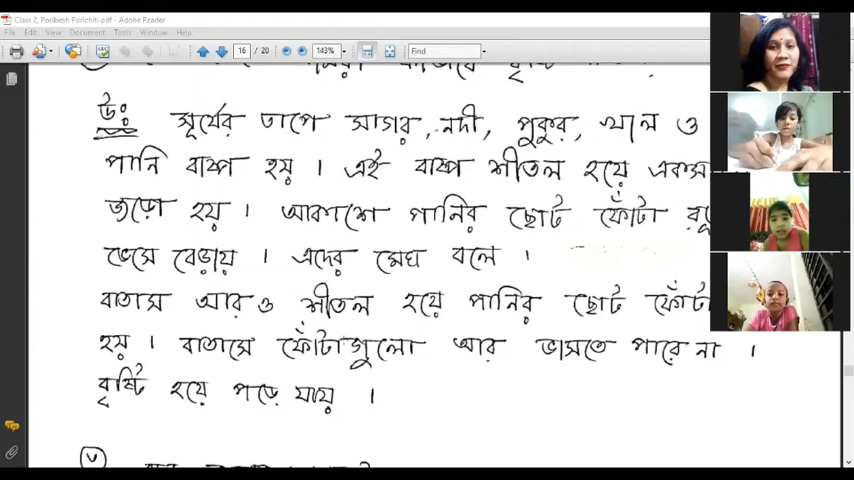 Class 2, Poribesh Porichiti.pdf - Adobe Reader
File Edit View Document Tools Window Help
16 / 20 143% Find
উঃ সূর্যের তাপে সাগর, নদী, পুকুর, খাল ও
পানি বাষ্প হয় । এই বাষ্প শীতল হয়ে একসা
জড়ো হয় । আকাশে পানির ছোট ফোঁটা
ভেসে বেড়ায় । এদের মেঘ বলে ।
বাতাস আরও শীতল হয়ে পানির ছোট ফোঁটা
হয় । বাতাসে ফোঁটাগুলো আর ভাসতে পারে না ।
বৃষ্টি হয়ে পড়ে যায় ।